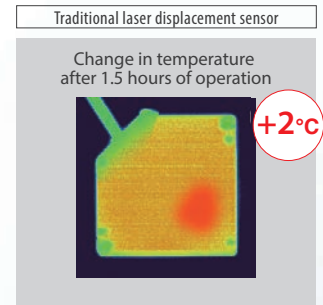 Traditional laser displacement sensor
Change in temperature
after 1.5 hours of operation
+2°C